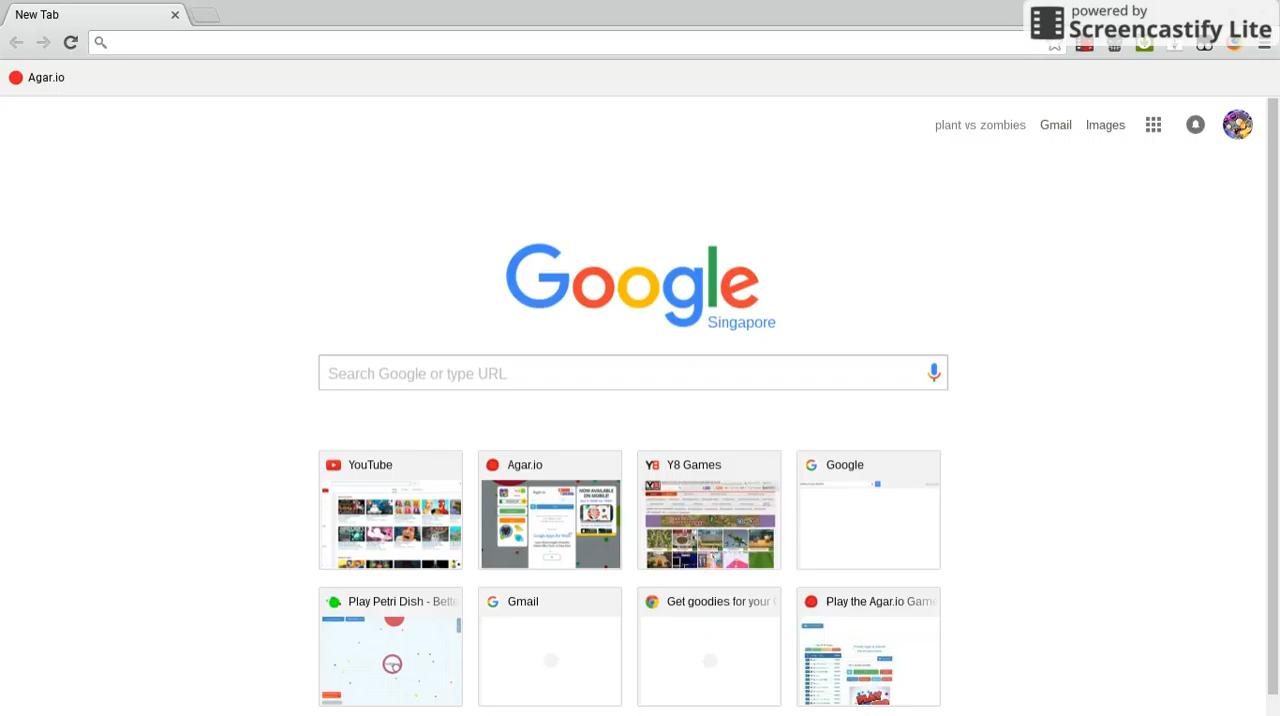 New Tab
powered by
Screencastify Lite
Agar.io
plant vs zombies
Gmail
Images
Google
Singapore
Search Google or type URL
YouTube
Agar.io
Y8 Games
Google
Play Petri Dish - Bette
Gmail
Get goodies for your C
Play the Agar.io Game